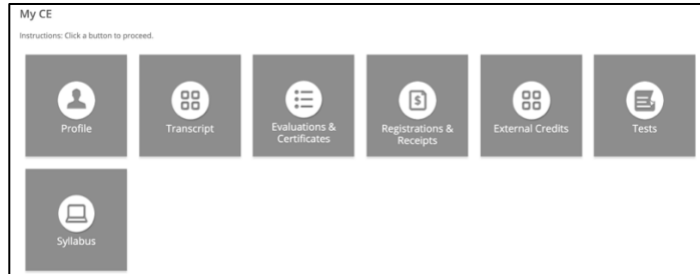 My CE
Instructions: Click a button to proceed.
Profile
Transcript
Evaluations &
Certificates
Registrations &
Receipts
External Credits
Tests
Syllabus